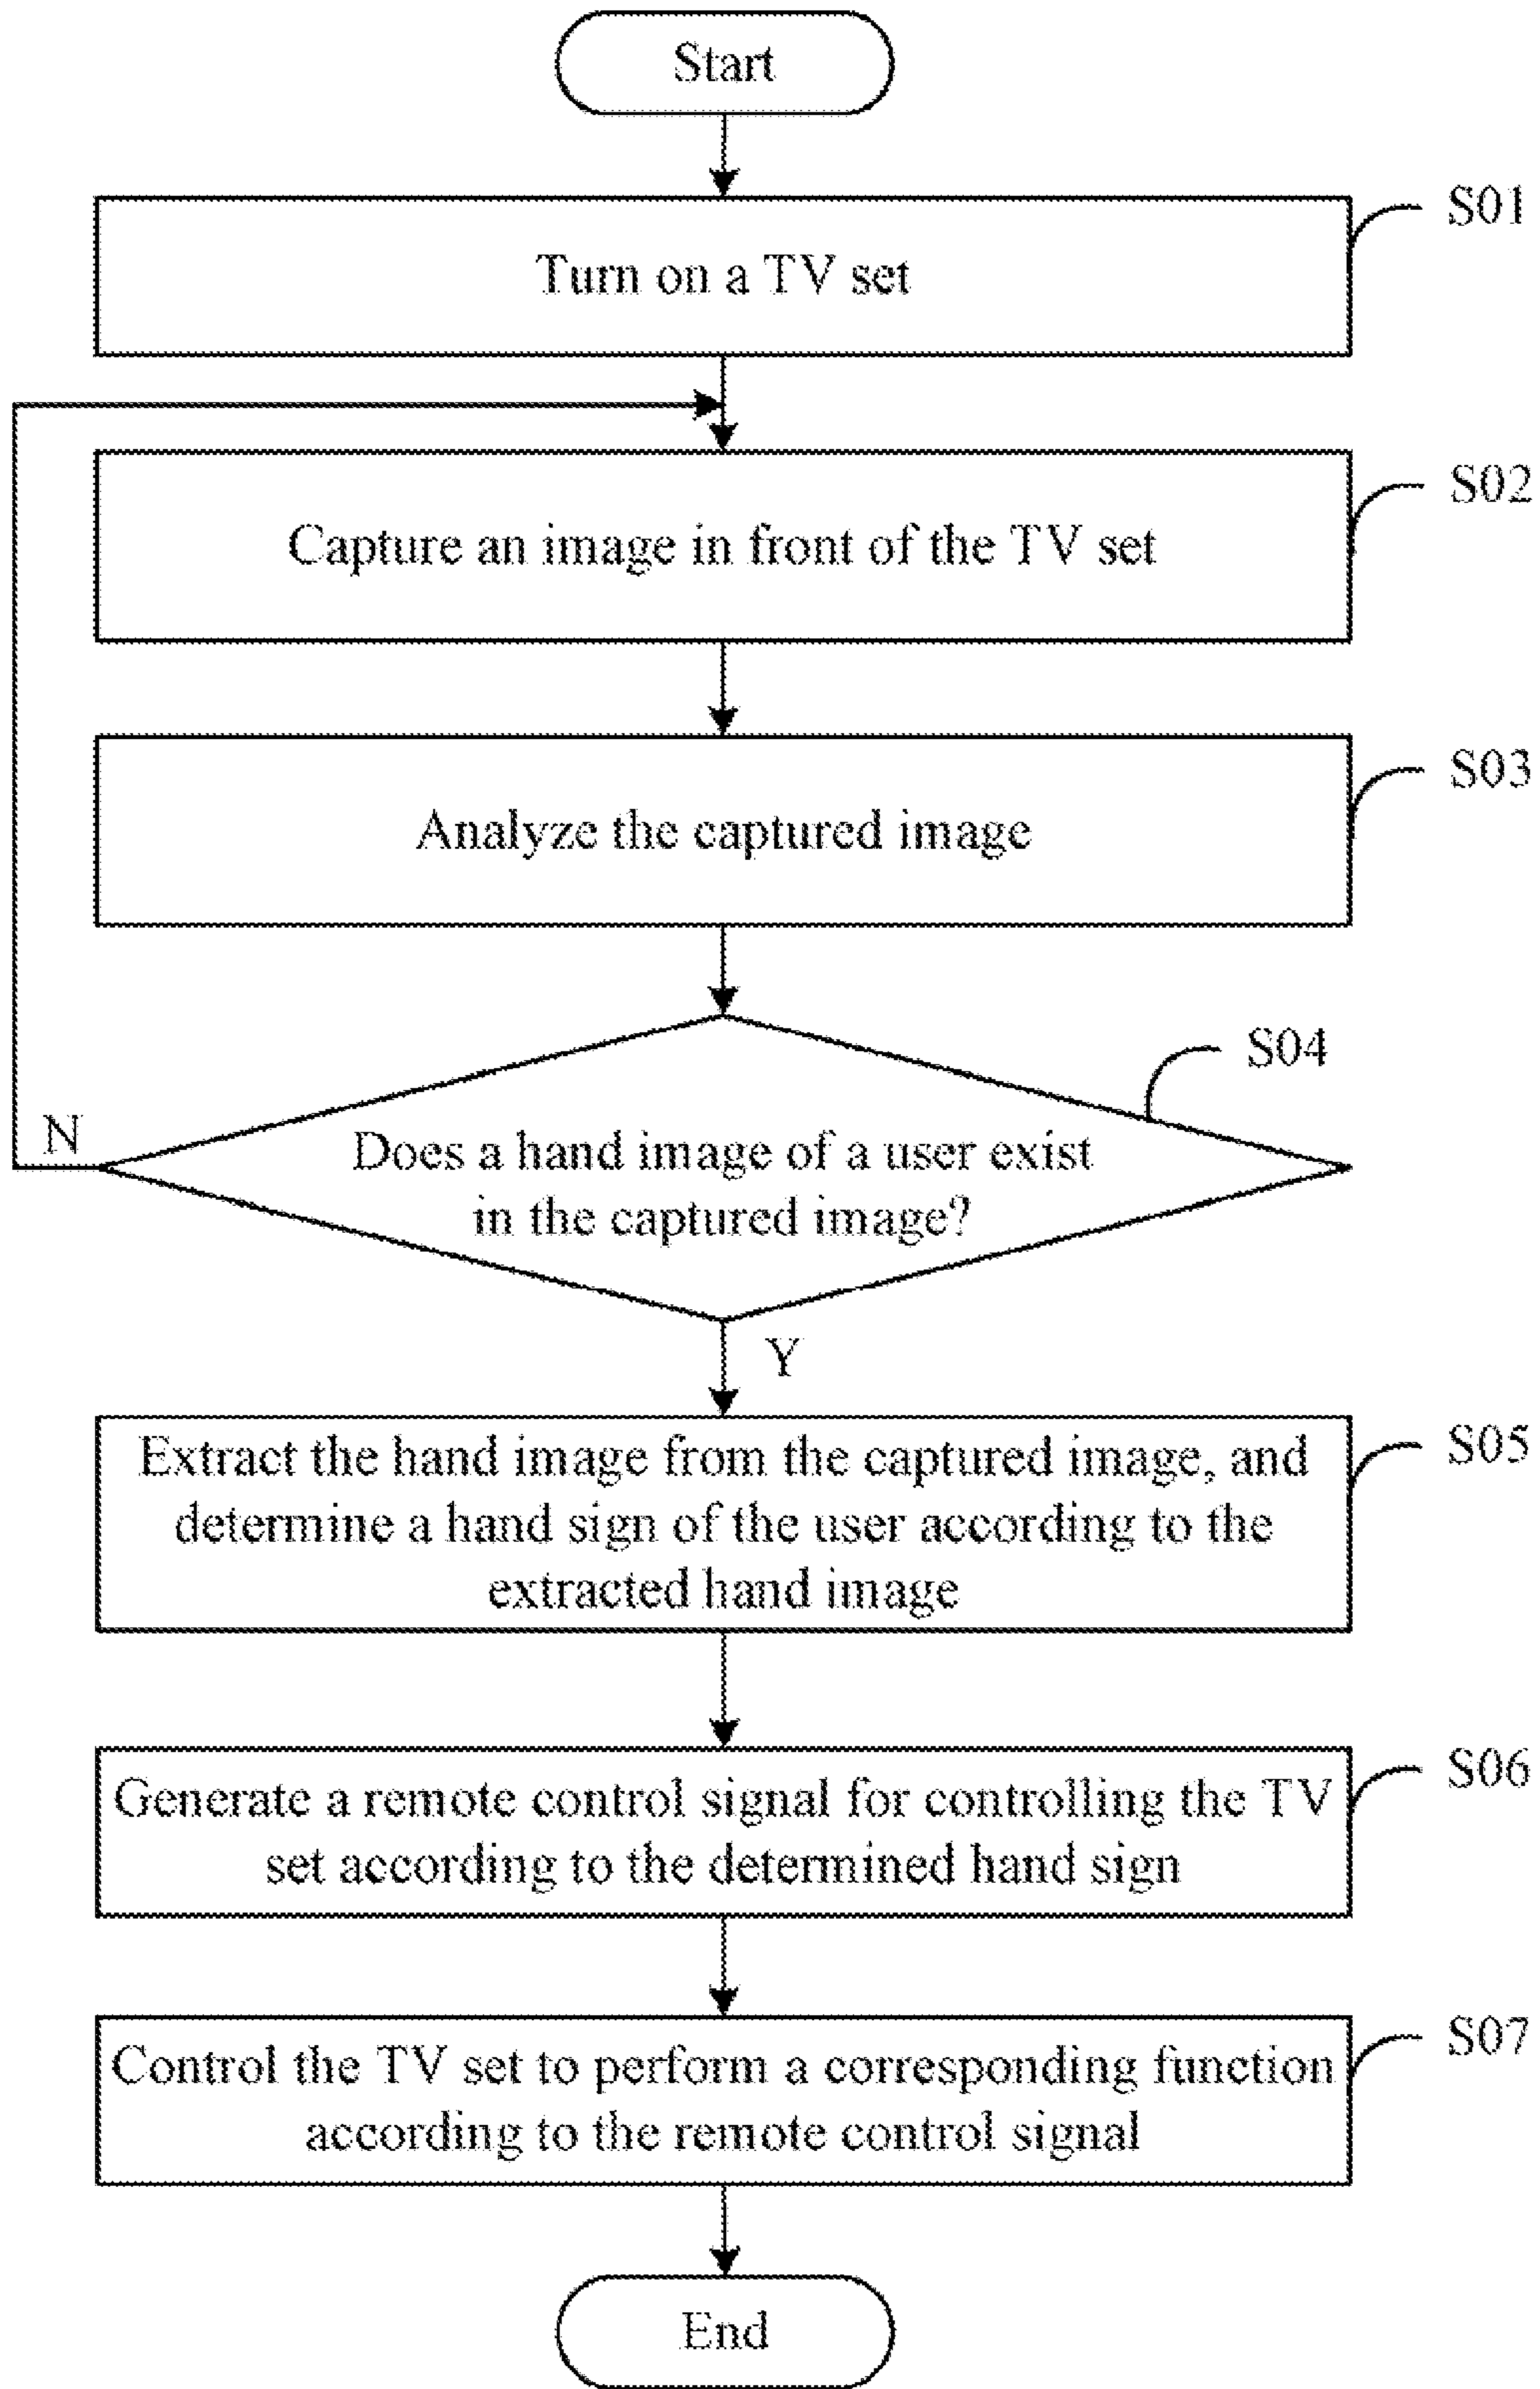 Start
S01
Turn on a TV set
S02
Capture an image in front of the TV set
S03
Analyze the captured image
S04
N
Does a hand image of a user exist
in the captured image?
Y
S05
Extract the hand image from the captured image, and
determine a hand sign of the user according to the
extracted hand image
S06
Generate a remote control signal for controlling the TV
set according to the determined hand sign
S07
Control the TV set to perform a corresponding function
according to the remote control signal
End